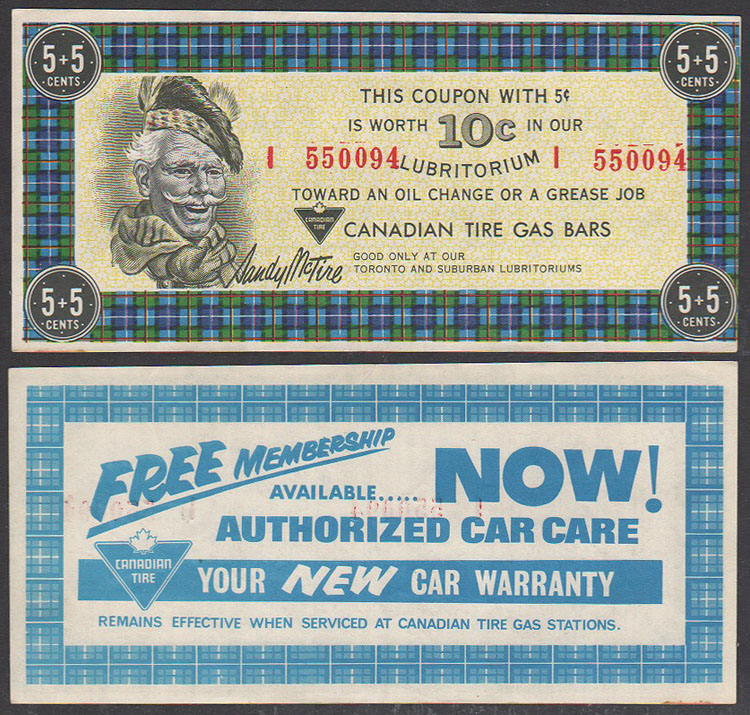 5+5
CENTS
5+5
CENTS
THIS COUPON WITH 5¢
IS WORTH 10c IN OUR
I 550094 LUBRITORIUM I 550094
TOWARD AN OIL CHANGE OR A GREASE JOB
CANADIAN
TIRE
CANADIAN TIRE GAS BARS
Sandy McTire
GOOD ONLY AT OUR
TORONTO AND SUBURBAN LUBRITORIUMS
5+5
CENTS
5+5
CENTS
FREE MEMBERSHIP
AVAILABLE..... NOW!
AUTHORIZED CAR CARE
CANADIAN
TIRE
YOUR NEW CAR WARRANTY
REMAINS EFFECTIVE WHEN SERVICED AT CANADIAN TIRE GAS STATIONS.